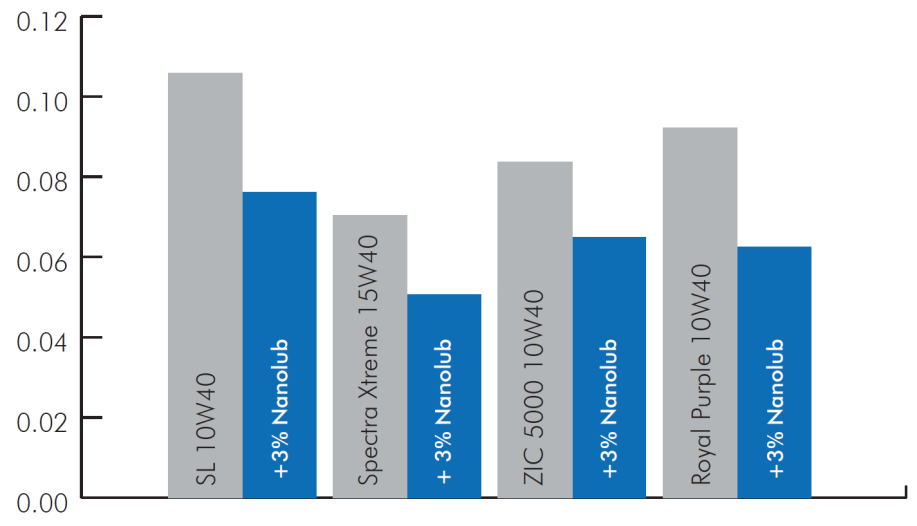 0.12
0.10
0.08
0.06
0.04
0.02
0.00
SL 10W40
+3% Nanolub
Spectra Xtreme 15W40
+ 3% Nanolub
ZIC 5000 10W40
+3% Nanolub
Royal Purple 10W40
+3% Nanolub